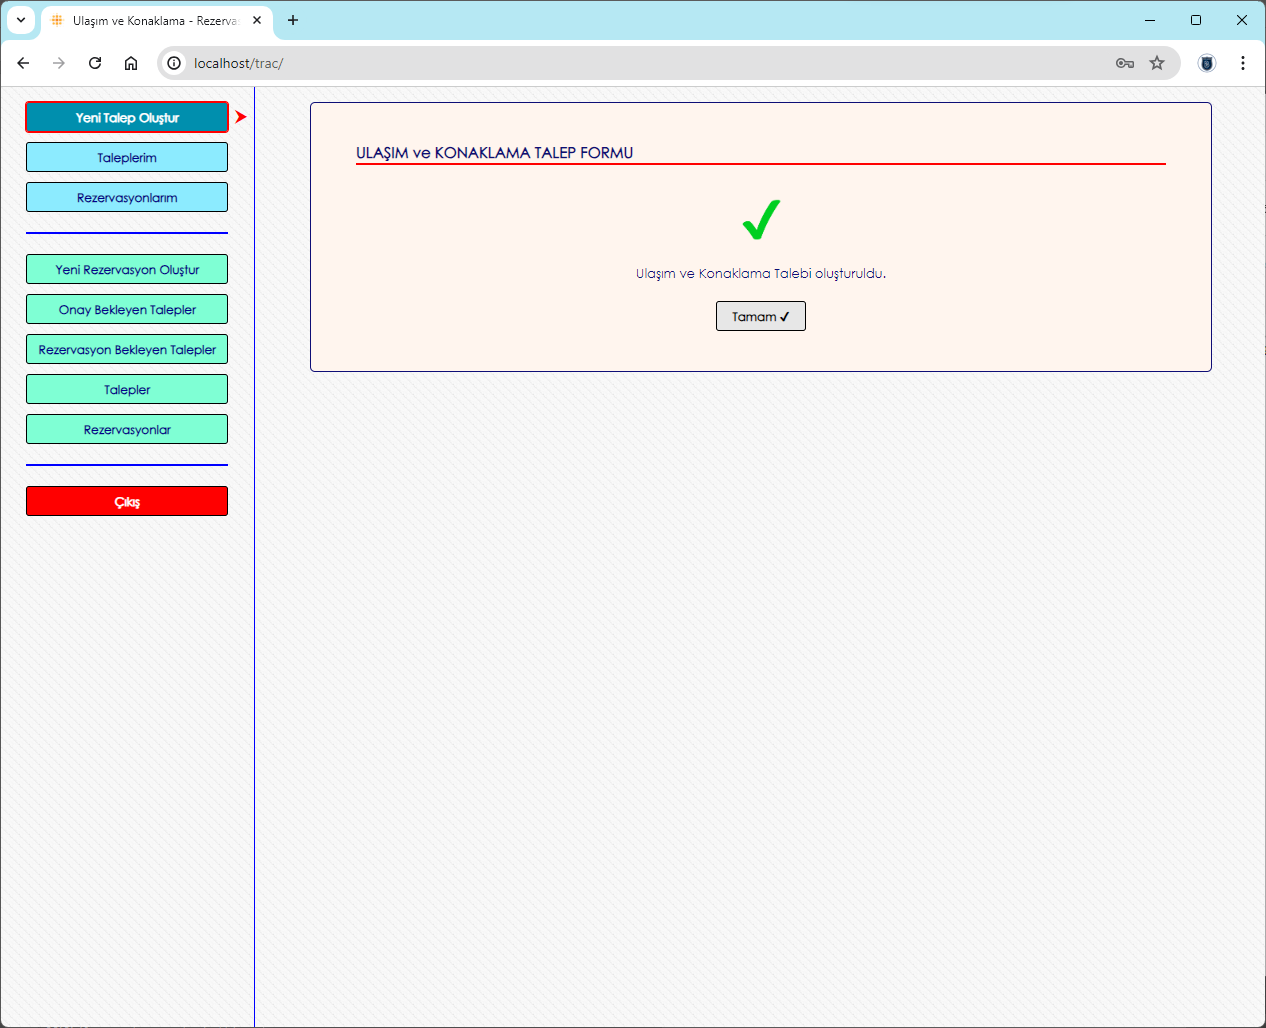 Ulaşım ve Konaklama - Rezerva
localhost/trac/
Yeni Talep Oluştur
Taleplerim
Rezervasyonlarım
Yeni Rezervasyon Oluştur
Onay Bekleyen Talepler
Rezervasyon Bekleyen Talepler
Talepler
Rezervasyonlar
Çıkış
ULAŞIM ve KONAKLAMA TALEP FORMU
Ulaşım ve Konaklama Talebi oluşturuldu.
Tamam ✔